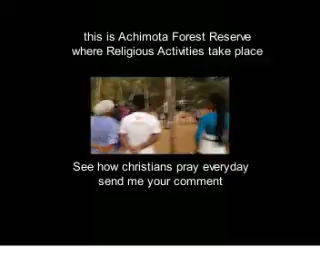 this is Achimota Forest Reserve
where Religious Activities take place
See how christians pray everyday
send me your comment